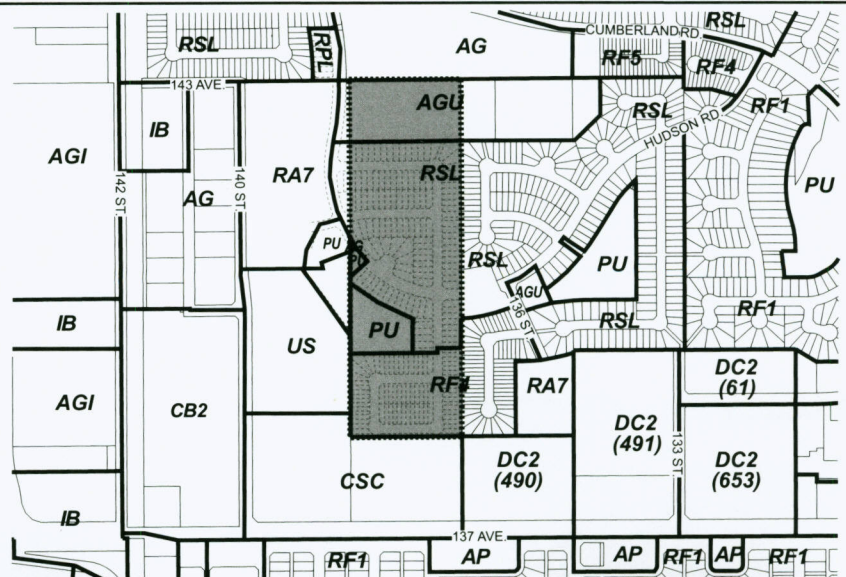 RSL
CUMBERLAND RD.
RSL
RPL
AG
RF5
RF4
143 AVE.
AGU
RSL
RF1
IB
HUDSON RD.
AGI
RA7
RSL
PU
142 ST.
AG
140 ST.
PU
RSL
PU
AGU
136 ST.
RF1
IB
US
PU
RSL
DC2
(61)
AGI
CB2
RF4
RA7
DC2
(491)
133 ST.
CSC
DC2
(490)
DC2
(653)
IB
137 AVE.
RF1
AP
AP
RF1
AP
RF1